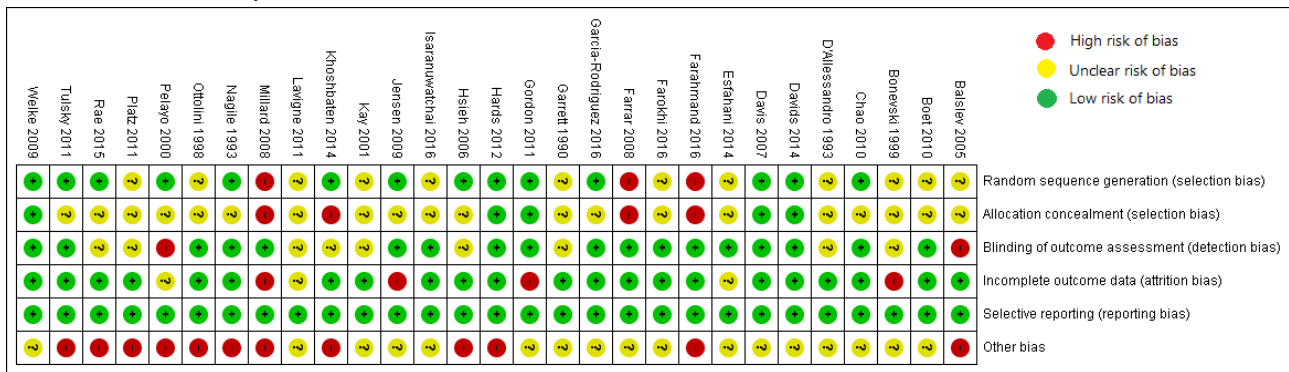 Welke 2009
Tulsky 2011
Rae 2015
Platz 2011
Pelayo 2000
Ottolini 1998
Nagile 1993
Millard 2008
Lavigne 2011
Khoshbaten 2014
Kay 2001
Jensen 2009
Isaranuwatchai 2016
Hsieh 2006
Hards 2012
Gordon 2011
Garrett 1990
Garcia-Rodriguez 2016
Farrar 2008
Farokhi 2016
Farahmand 2016
Esfahani 2014
Davis 2007
Davids 2014
D'Allessandro 1993
Chao 2010
Bonevski 1999
Boet 2010
Balslev 2005
High risk of bias
Unclear risk of bias
Low risk of bias
+ + + ? + ? + - ? + ? + ? + + + ? + - ? - ? + + ? + ? ? ?
Random sequence generation (selection bias)
+ ? ? ? ? ? ? - ? - ? ? ? ? + + ? ? - ? - ? + + ? ? ? ? ?
Allocation concealment (selection bias)
+ + ? ? - + + + ? ? ? + + ? + + ? + + + + + + + ? + ? + -
Blinding of outcome assessment (detection bias)
+ + + + ? + + - ? + + - + + + - + + + + + ? + + + + - + +
Incomplete outcome data (attrition bias)
+ + + + + + + + + + + + + + + + + + + + + + + + + + + + +
Selective reporting (reporting bias)
? - - - - - - - ? - ? ? ? - - ? ? ? ? ? - ? ? ? ? ? ? ? -
Other bias